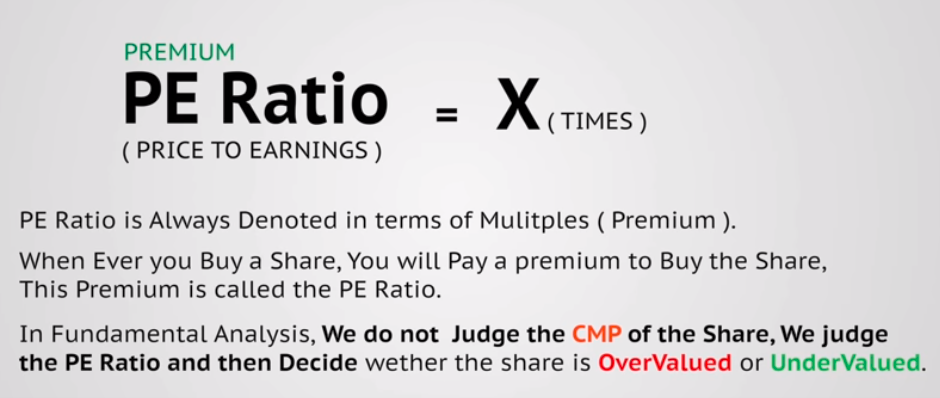 PREMIUM
PE Ratio = X ( TIMES )
( PRICE TO EARNINGS )
PE Ratio is Always Denoted in terms of Mulitples ( Premium ).
When Ever you Buy a Share, You will Pay a premium to Buy the Share,
This Premium is called the PE Ratio.
In Fundamental Analysis, We do not Judge the CMP of the Share, We judge
the PE Ratio and then Decide wether the share is OverValued or UnderValued.